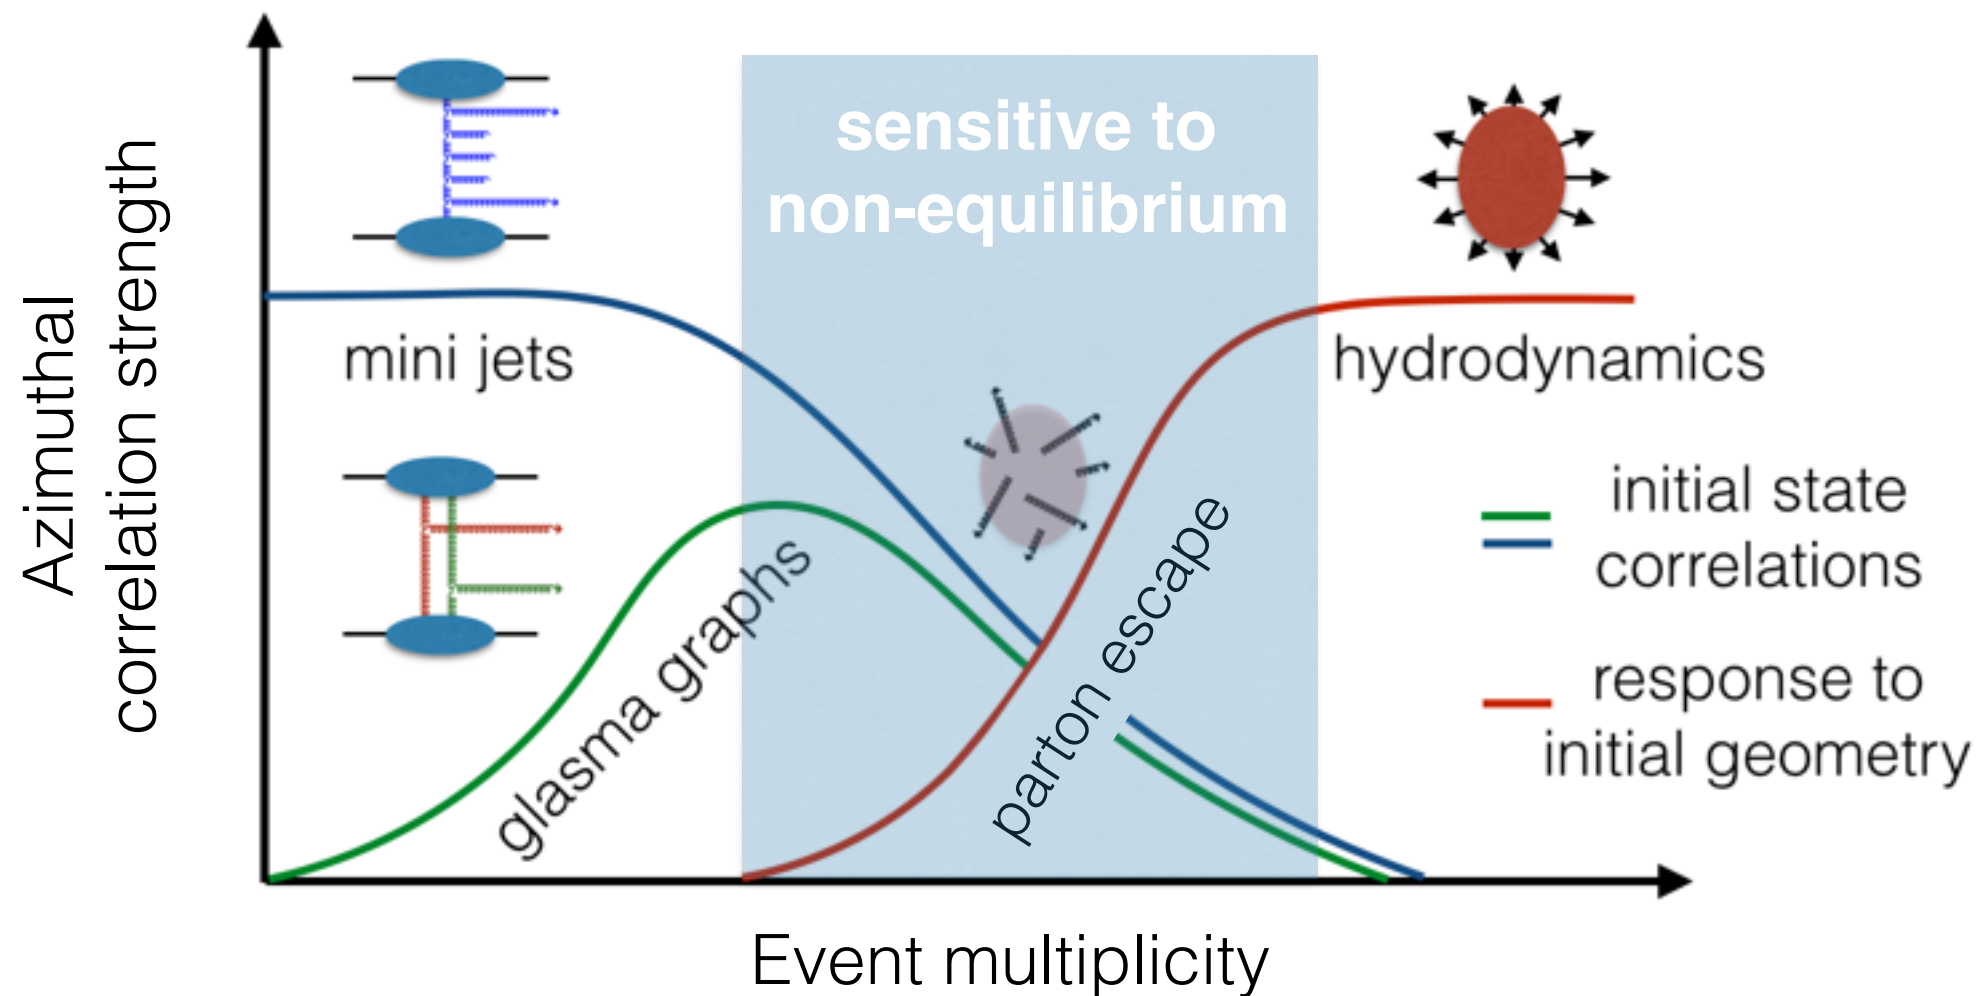 Azimuthal
correlation strength
sensitive to
non-equilibrium
mini jets
hydrodynamics
glasma graphs
parton escape
initial state
correlations
response to
initial geometry
Event multiplicity